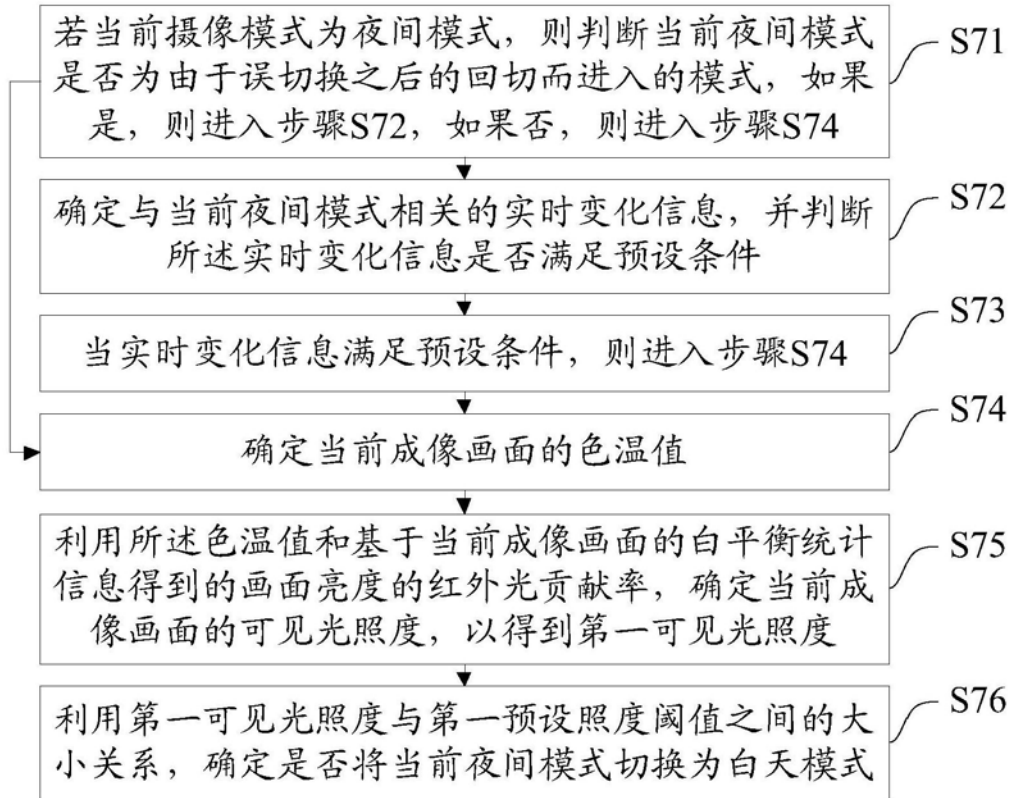 若当前摄像模式为夜间模式，则判断当前夜间模式
是否为由于误切换之后的回切而进入的模式，如果
是，则进入步骤S72，如果否，则进入步骤S74
S71
确定与当前夜间模式相关的实时变化信息，并判断
所述实时变化信息是否满足预设条件
S72
当实时变化信息满足预设条件，则进入步骤S74
S73
确定当前成像画面的色温值
S74
利用所述色温值和基于当前成像画面的白平衡统计
信息得到的画面亮度的红外光贡献率，确定当前成
像画面的可见光照度，以得到第一可见光照度
S75
利用第一可见光照度与第一预设照度阈值之间的大
小关系，确定是否将当前夜间模式切换为白天模式
S76